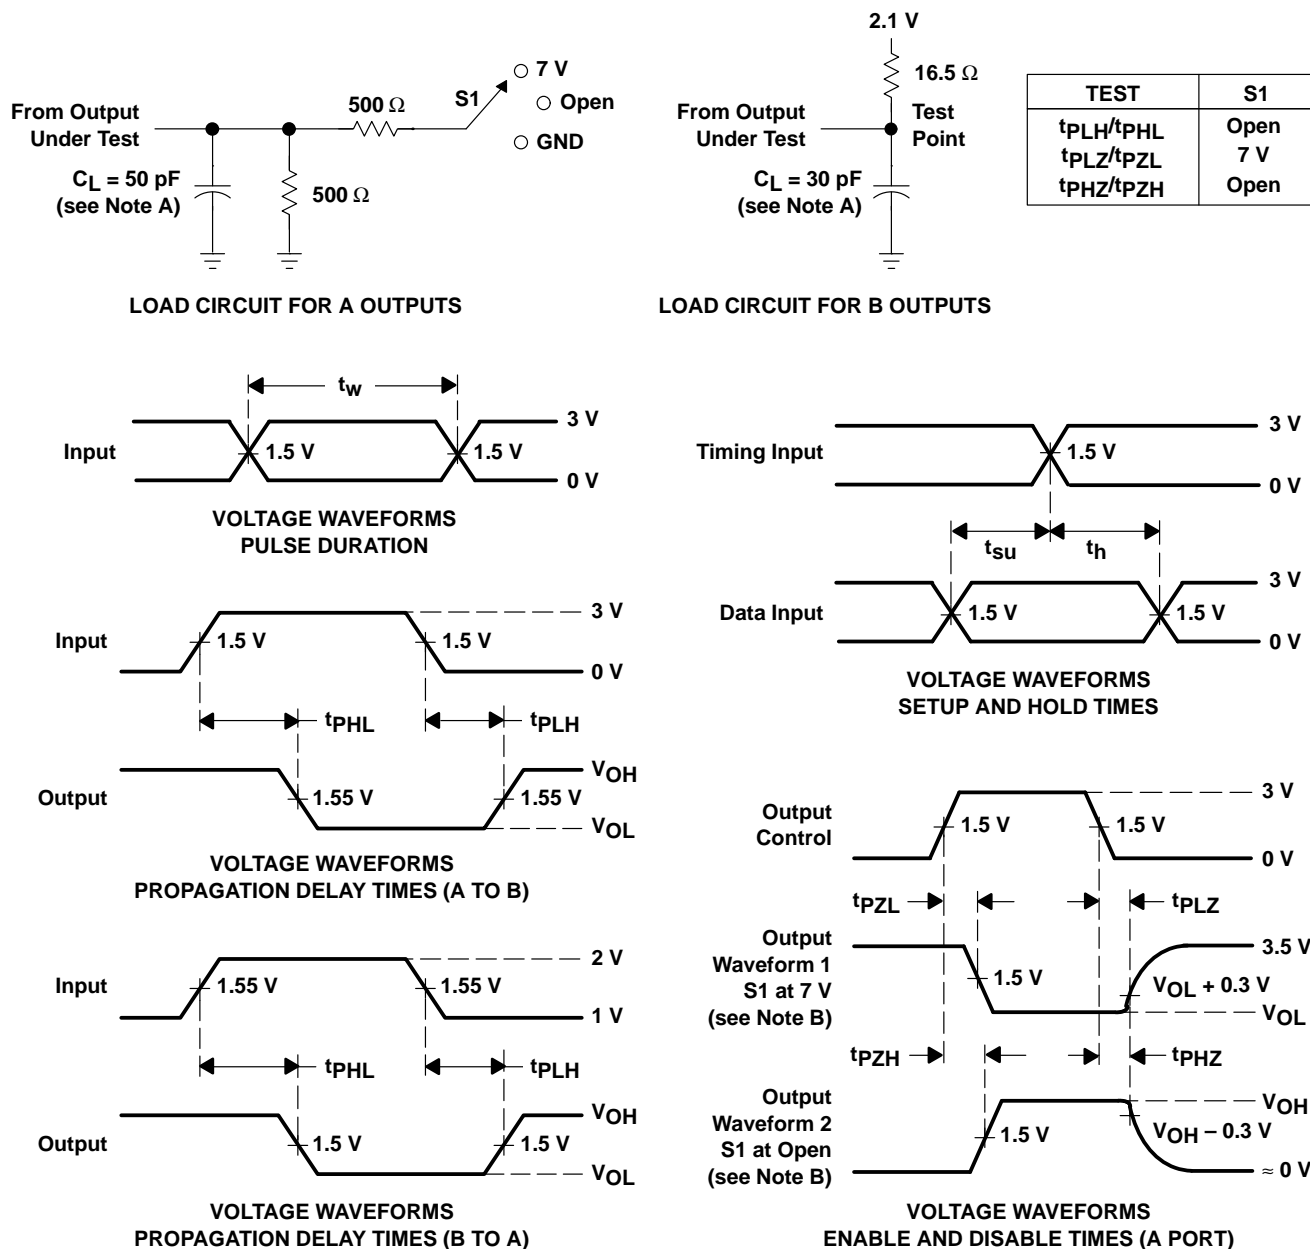 From Output
Under Test
CL = 50 pF
(see Note A)
500 Ω
500 Ω
S1
7 V
Open
GND
LOAD CIRCUIT FOR A OUTPUTS
2.1 V
16.5 Ω
From Output
Under Test
Test
Point
CL = 30 pF
(see Note A)
LOAD CIRCUIT FOR B OUTPUTS
TEST S1
tPLH/tPHL Open
tPLZ/tPZL 7 V
tPHZ/tPZH Open
tw
Input
1.5 V
1.5 V
3 V
0 V
VOLTAGE WAVEFORMS
PULSE DURATION
Timing Input
1.5 V
3 V
0 V
tsu
th
Data Input
1.5 V
1.5 V
3 V
0 V
VOLTAGE WAVEFORMS
SETUP AND HOLD TIMES
Input
1.5 V
1.5 V
3 V
0 V
tPHL
tPLH
Output
1.55 V
1.55 V
VOH
VOL
VOLTAGE WAVEFORMS
PROPAGATION DELAY TIMES (A TO B)
Input
1.55 V
1.55 V
2 V
1 V
tPHL
tPLH
Output
1.5 V
1.5 V
VOH
VOL
VOLTAGE WAVEFORMS
PROPAGATION DELAY TIMES (B TO A)
Output
Control
1.5 V
1.5 V
3 V
0 V
tPZL
tPLZ
Output
Waveform 1
S1 at 7 V
(see Note B)
1.5 V
3.5 V
VOL + 0.3 V
VOL
tPZH
tPHZ
Output
Waveform 2
S1 at Open
(see Note B)
1.5 V
VOH
VOH – 0.3 V
≈ 0 V
VOLTAGE WAVEFORMS
ENABLE AND DISABLE TIMES (A PORT)